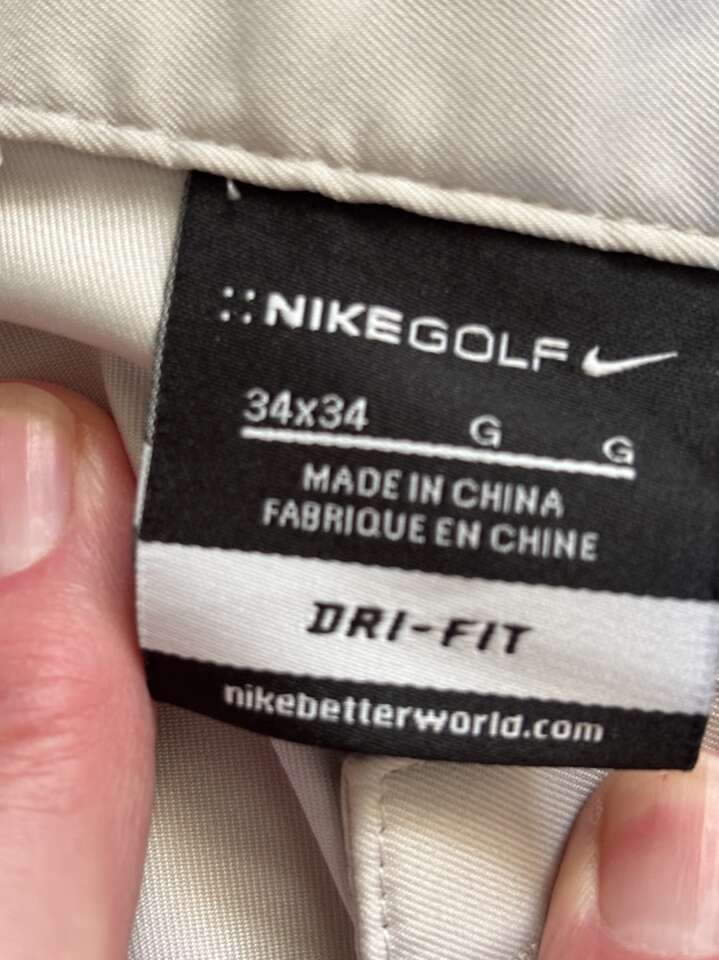 NIKEGOLF
34x34 G G
MADE IN CHINA
FABRIQUE EN CHINE
DRI-FIT
nikebetterworld.com